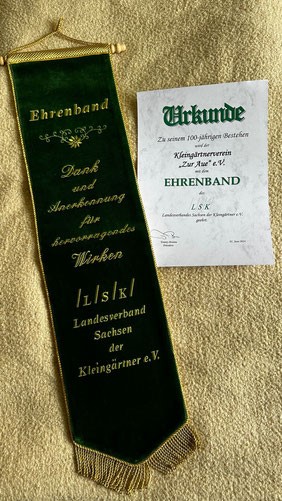 Ehrenband
Dank
und
Anerkennung
für
hervorragendes
Wirken
/L/S/K/
Landesverband
Sachsen
der
Kleingärtner e.V.
Urkunde
Zu seinem 100-jährigen Bestehen
wird der
Kleingärtnerverein
„Zur Aue" e.V.
mit dem
EHRENBAND
des
L S K
Landesverbandes Sachsen der Kleingärtner e.V.
geehrt.